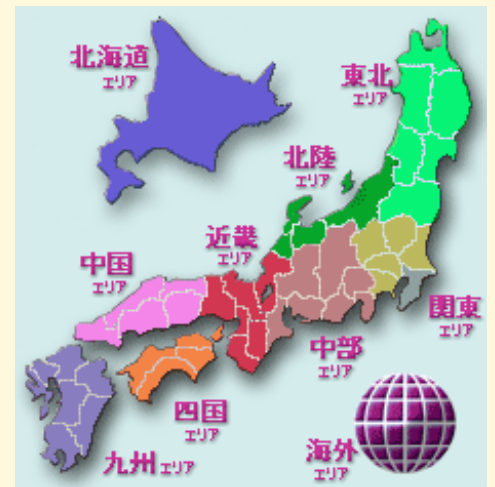 北海道
エリア
東北
エリア
北陸
エリア
近畿
エリア
中国
エリア
関東
エリア
中部
エリア
四国
エリア
海外
エリア
九州エリア